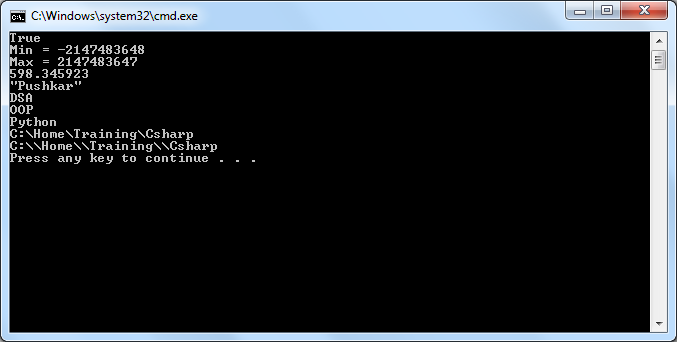 C:\Windows\system32\cmd.exe
True
Min = -2147483648
Max = 2147483647
598.345923
"Pushkar"
DSA
OOP
Python
C:\Home\Training\Csharp
C:\\Home\\Training\\Csharp
Press any key to continue . . .